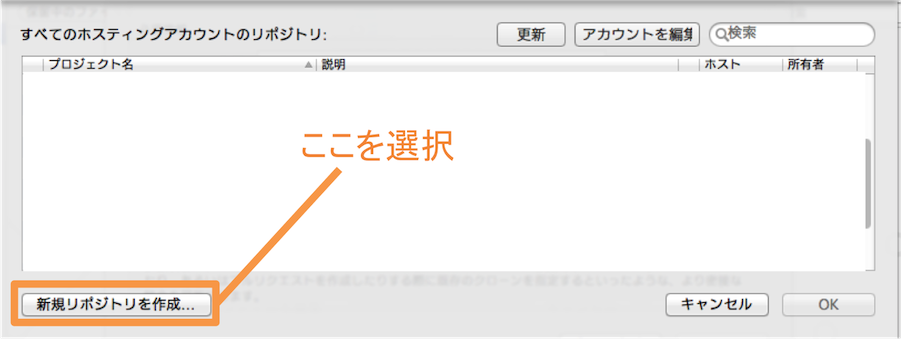 すべてのホスティングアカウントのリポジトリ:
更新
アカウントを編集
検索
プロジェクト名
説明
ホスト
所有者
ここを選択
新規リポジトリを作成...
キャンセル
OK